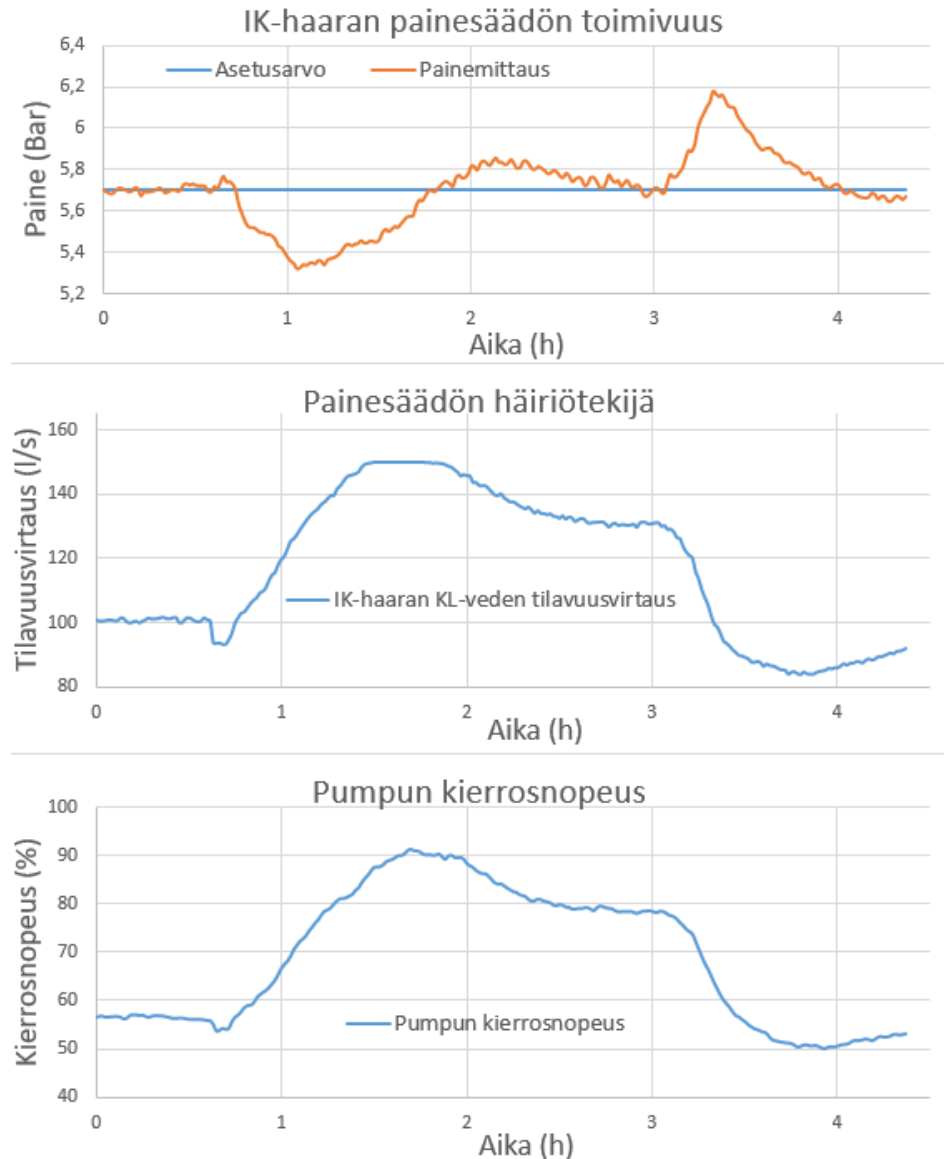 IK-haaran painesäädön toimivuus
6,4
Asetusarvo Painemittaus
6,2
6
5,8
5,6
5,4
5,2
Paine (Bar)
0 1 2 3 4
Aika (h)
Painesäädön häiriötekijä
160
140
120
100
80
Tilavuusvirtaus (l/s)
IK-haaran KL-veden tilavuusvirtaus
0 1 2 3 4
Aika (h)
Pumpun kierrosnopeus
100
90
80
70
60
50
40
Kierrosnopeus (%)
Pumpun kierrosnopeus
0 1 2 3 4
Aika (h)